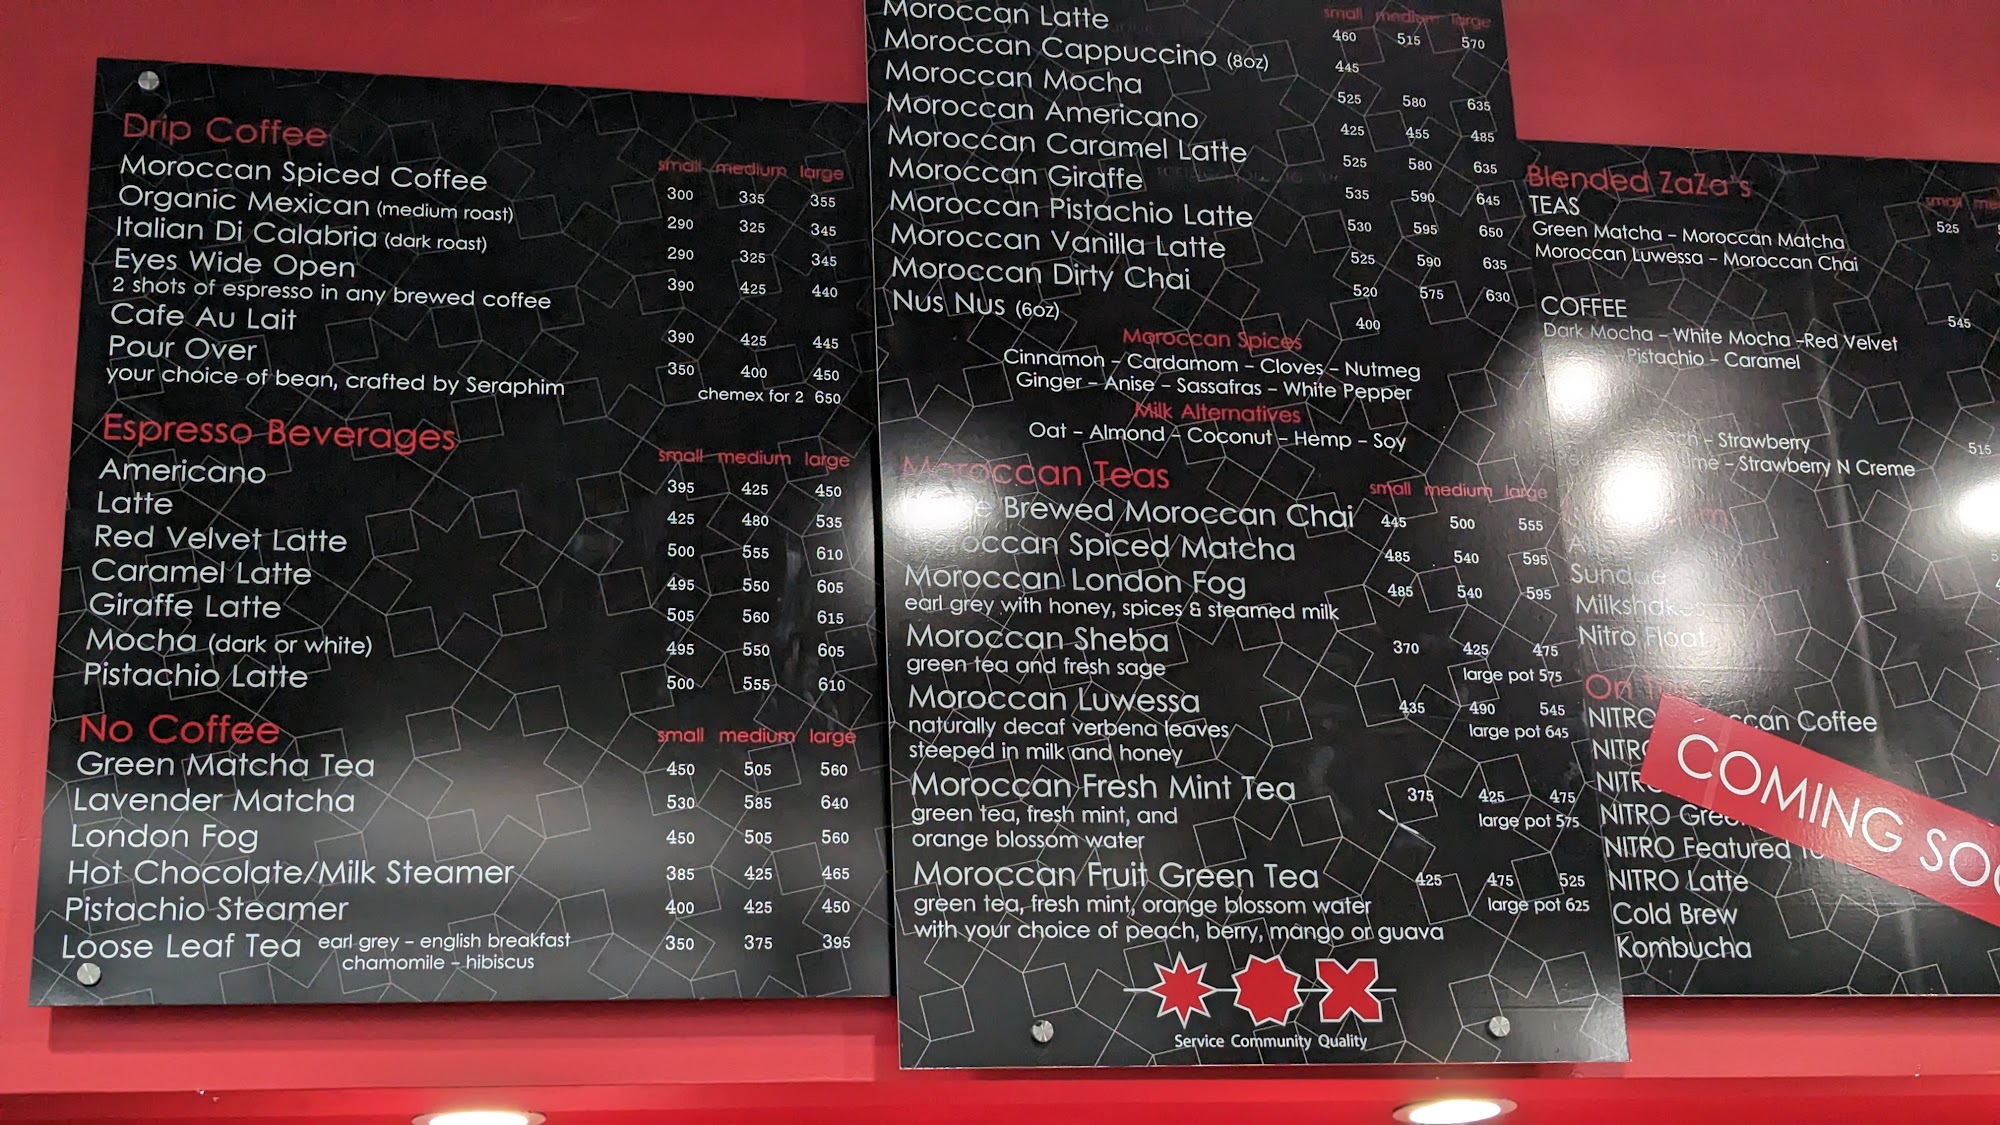 Drip Coffee
small medium large
Moroccan Spiced Coffee 300 335 355
Organic Mexican (medium roast) 290 325 345
Italian Di Calabria (dark roast) 290 325 345
Eyes Wide Open 390 425 440
2 shots of espresso in any brewed coffee
Cafe Au Lait 390 425 445
Pour Over 350 400 450
your choice of bean, crafted by Seraphim chemex for 2 650
Espresso Beverages
small medium large
Americano 395 425 450
Latte 425 480 535
Red Velvet Latte 500 555 610
Caramel Latte 495 550 605
Giraffe Latte 505 560 615
Mocha (dark or white) 495 550 605
Pistachio Latte 500 555 610
No Coffee
small medium large
Green Matcha Tea 450 505 560
Lavender Matcha 530 585 640
London Fog 450 505 560
Hot Chocolate/Milk Steamer 385 425 465
Pistachio Steamer 400 425 450
Loose Leaf Tea earl grey – english breakfast 350 375 395
chamomile – hibiscus
small medium large
Moroccan Latte 460 515 570
Moroccan Cappuccino (8oz) 445
Moroccan Mocha 525 580 635
Moroccan Americano 425 455 485
Moroccan Caramel Latte 525 580 635
Moroccan Giraffe 535 590 645
Moroccan Pistachio Latte 530 595 650
Moroccan Vanilla Latte 525 590 635
Moroccan Dirty Chai 520 575 630
Nus Nus (6oz) 400
Moroccan Spices
Cinnamon – Cardamom – Cloves – Nutmeg
Ginger – Anise – Sassafras – White Pepper
Milk Alternatives
Oat – Almond – Coconut – Hemp – Soy
Moroccan Teas
small medium large
Brewed Moroccan Chai 445 500 555
Moroccan Spiced Matcha 485 540 595
Moroccan London Fog 485 540 595
earl grey with honey, spices & steamed milk
Moroccan Sheba 370 425 475
green tea and fresh sage large pot 575
Moroccan Luwessa 435 490 545
naturally decaf verbena leaves large pot 645
steeped in milk and honey
Moroccan Fresh Mint Tea 375 425 475
green tea, fresh mint, and large pot 575
orange blossom water
Moroccan Fruit Green Tea 425 475 525
green tea, fresh mint, orange blossom water large pot 625
with your choice of peach, berry, mango or guava
Service Community Quality
Blended ZaZa's
small
TEAS 525
Green Matcha – Moroccan Matcha
Moroccan Luwessa – Moroccan Chai
COFFEE 545
Dark Mocha – White Mocha – Red Velvet
Pistachio – Caramel
– Strawberry 515
– Strawberry N Creme
Sundae
Milkshakes
Nitro Float
On
NITRO Coffee
NITRO
NITRO
NITRO
NITRO Featured
NITRO Latte
Cold Brew
Kombucha
COMING